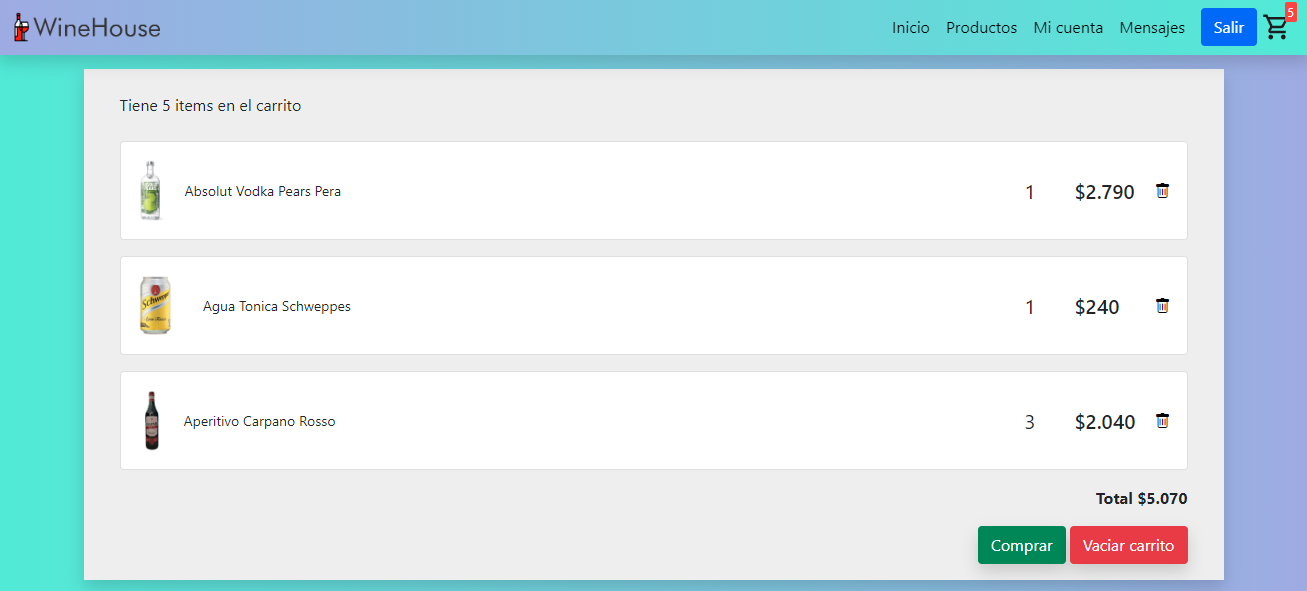 WineHouse
Inicio Productos Mi cuenta Mensajes Salir 5
Tiene 5 items en el carrito
Absolut Vodka Pears Pera 1 $2.790
Agua Tonica Schweppes 1 $240
Aperitivo Carpano Rosso 3 $2.040
Total $5.070
Comprar Vaciar carrito